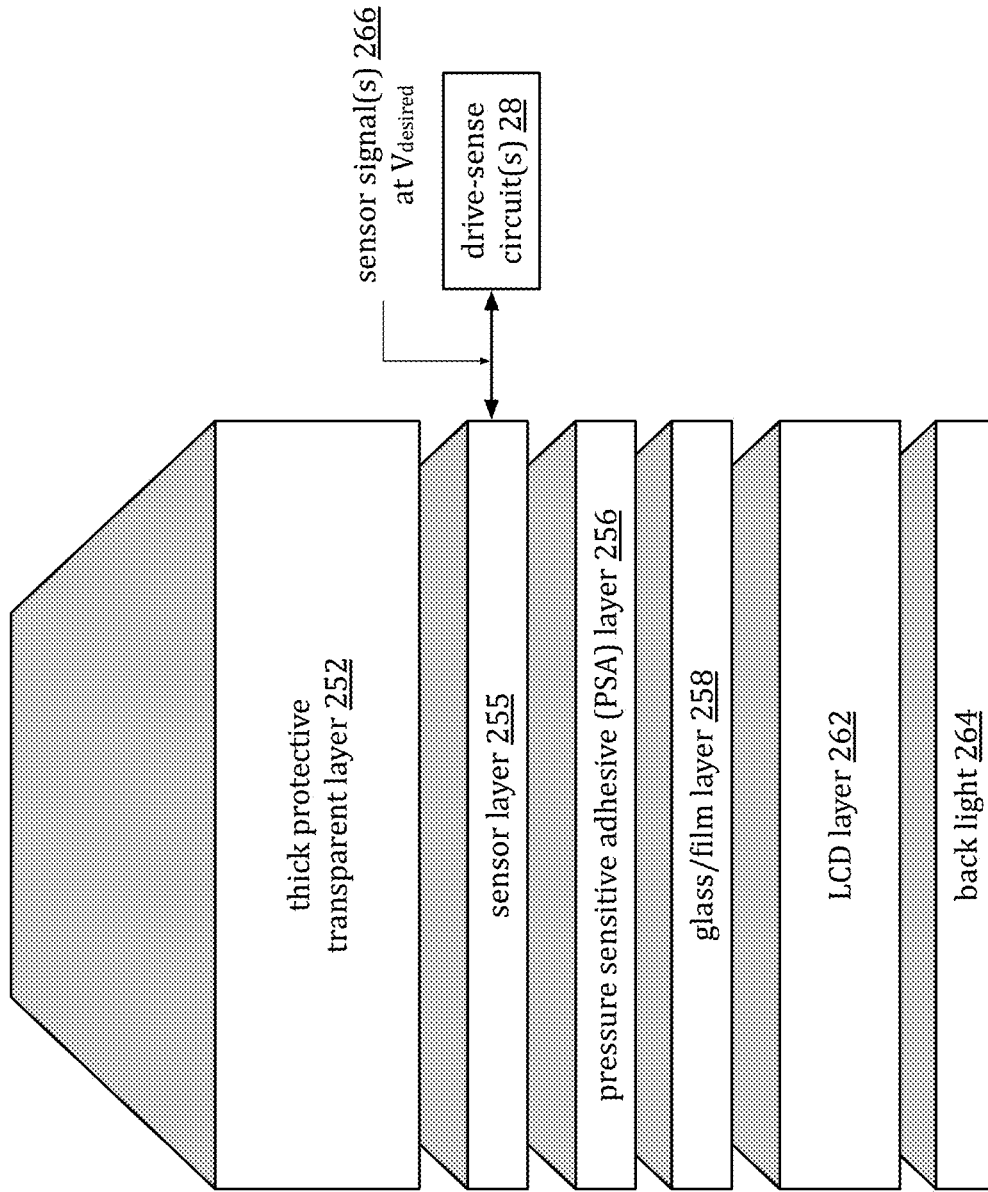 thick protective
transparent layer 252
sensor layer 255
pressure sensitive adhesive (PSA) layer 256
glass/film layer 258
LCD layer 262
back light 264
sensor signal(s) 266
at Vdesired
drive-sense
circuit(s) 28